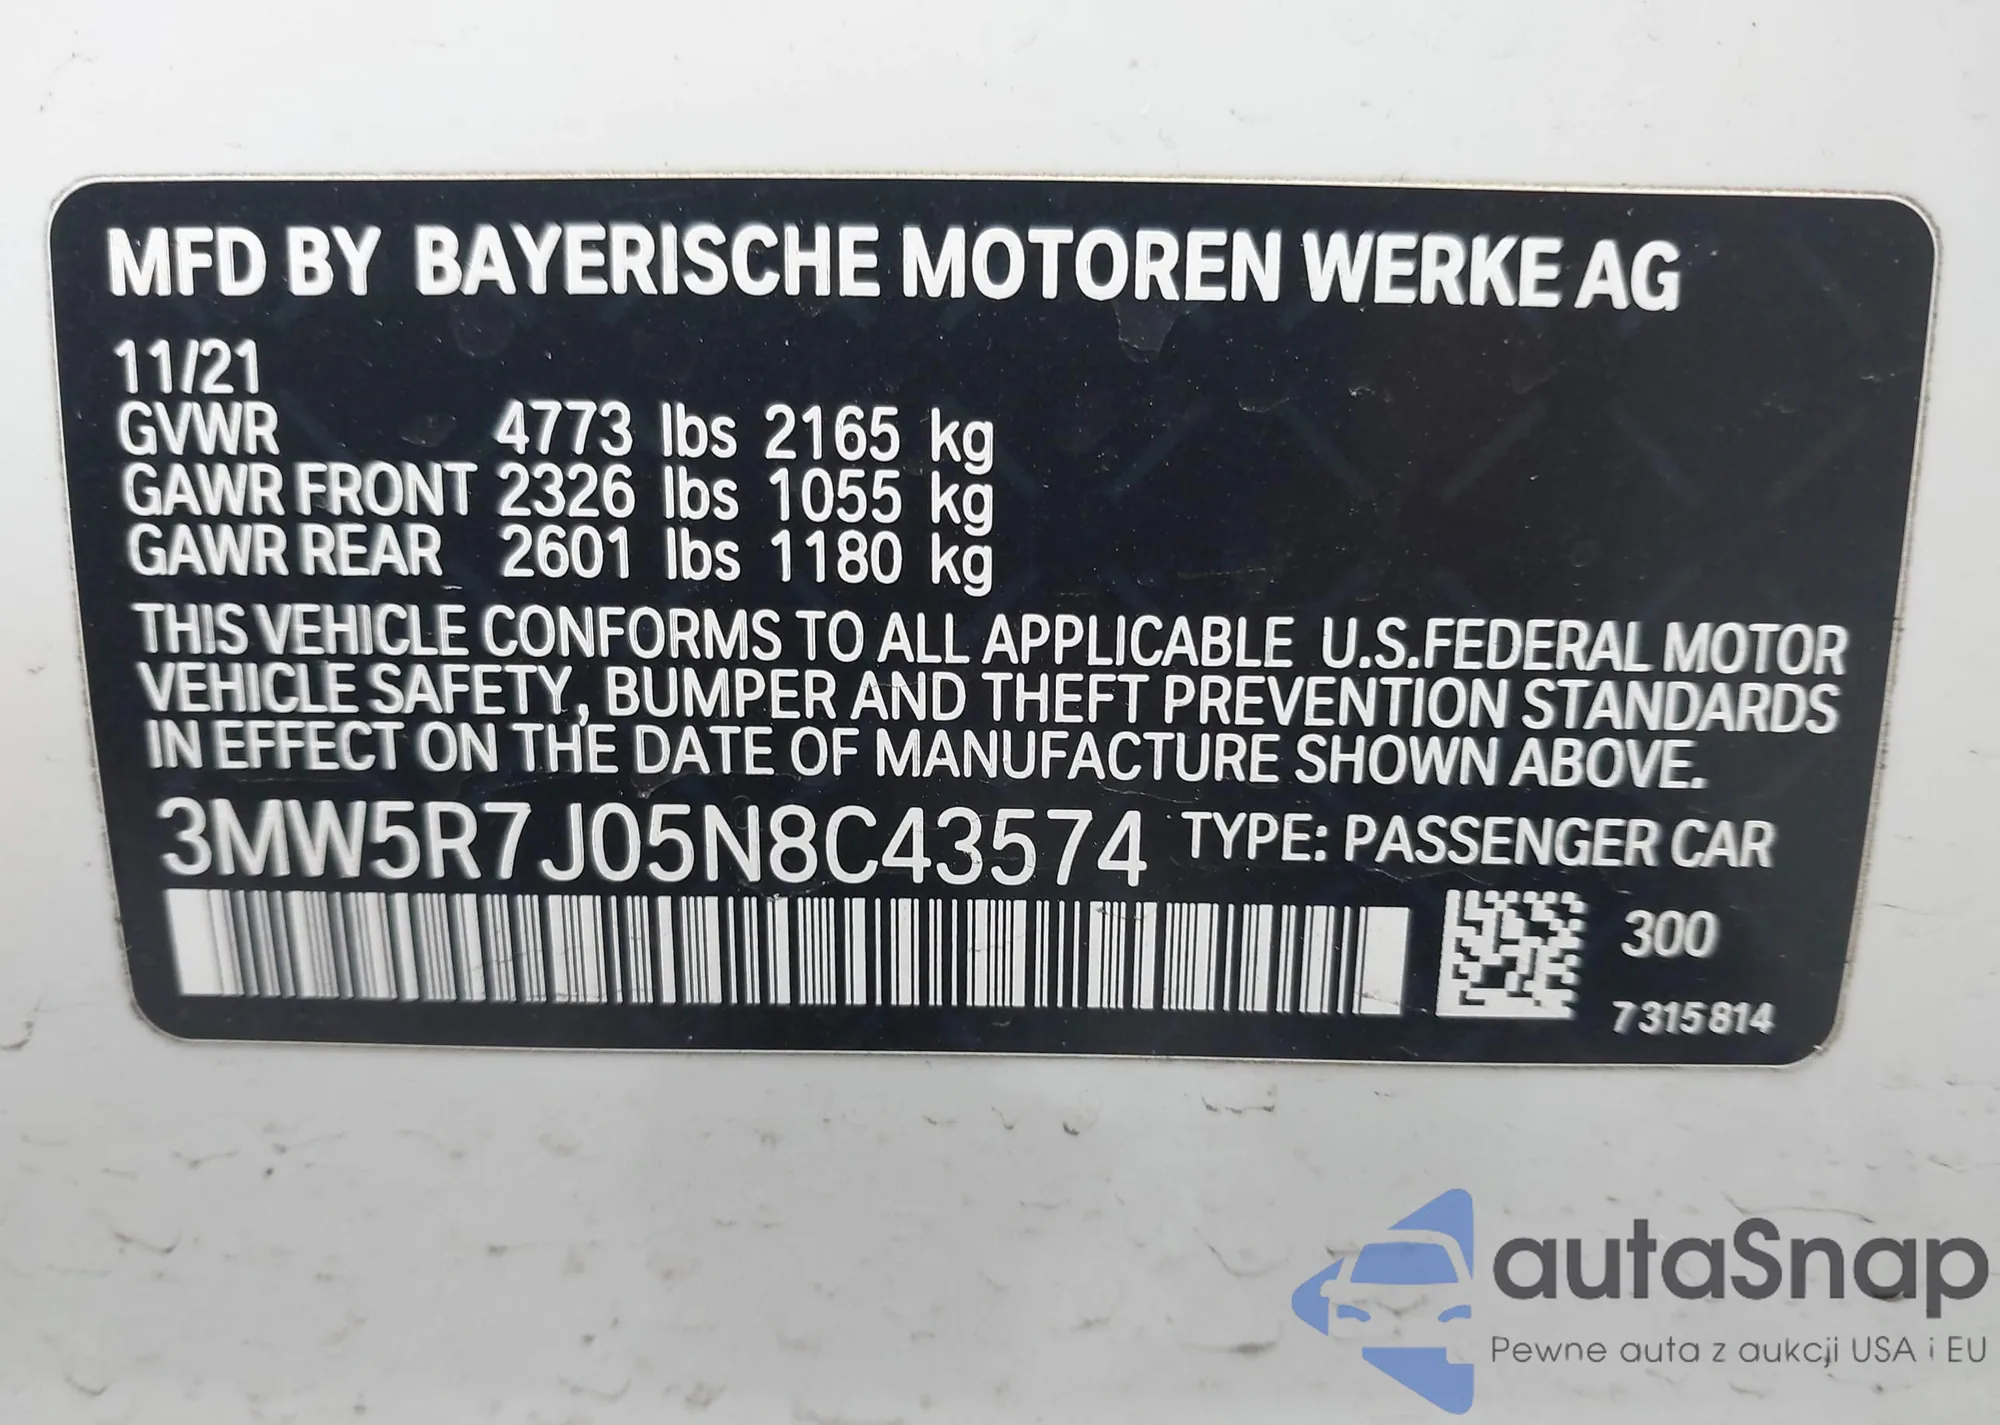 MFD BY BAYERISCHE MOTOREN WERKE AG
11/21
GVWR 4773 lbs 2165 kg
GAWR FRONT 2326 lbs 1055 kg
GAWR REAR 2601 lbs 1180 kg
THIS VEHICLE CONFORMS TO ALL APPLICABLE U.S.FEDERAL MOTOR
VEHICLE SAFETY, BUMPER AND THEFT PREVENTION STANDARDS
IN EFFECT ON THE DATE OF MANUFACTURE SHOWN ABOVE.
3MW5R7J05N8C43574 TYPE: PASSENGER CAR
300
7315814
autaSnap
Pewne auta z aukcji USA i EU